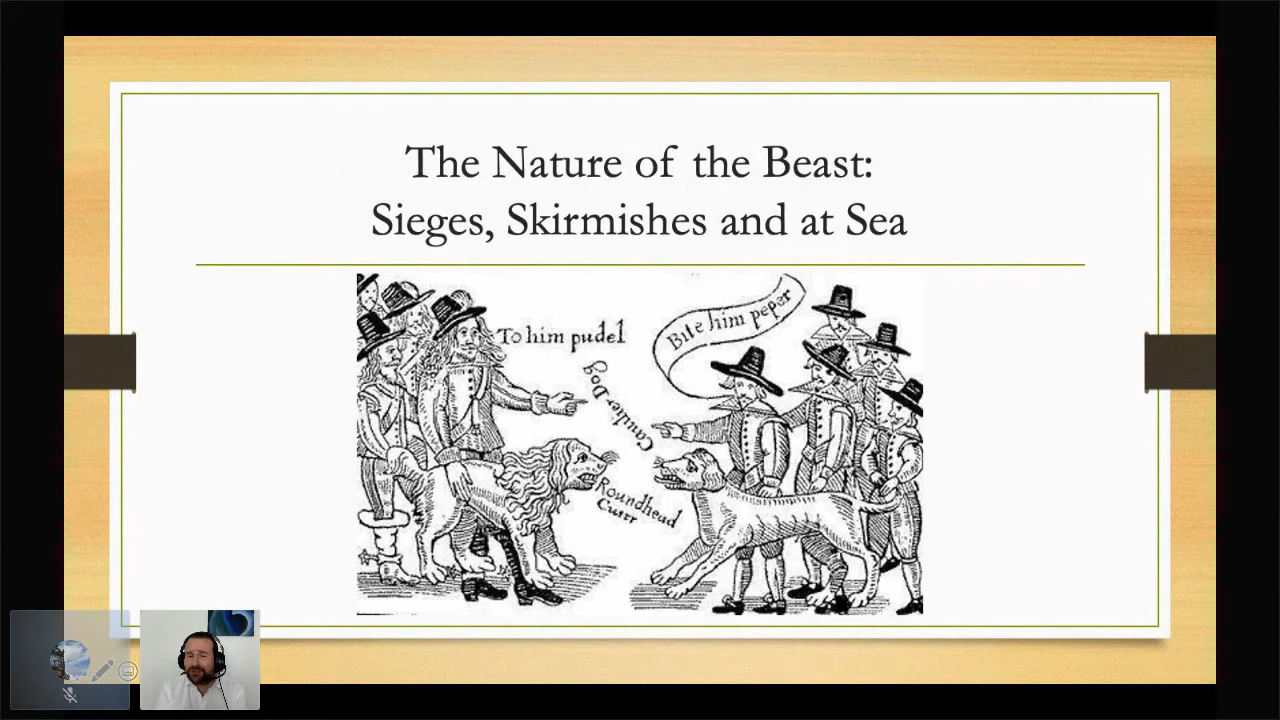 The Nature of the Beast:
Sieges, Skirmishes and at Sea
To him pudel
Bite him peper
Cavalier Dog
Roundhead
Curr